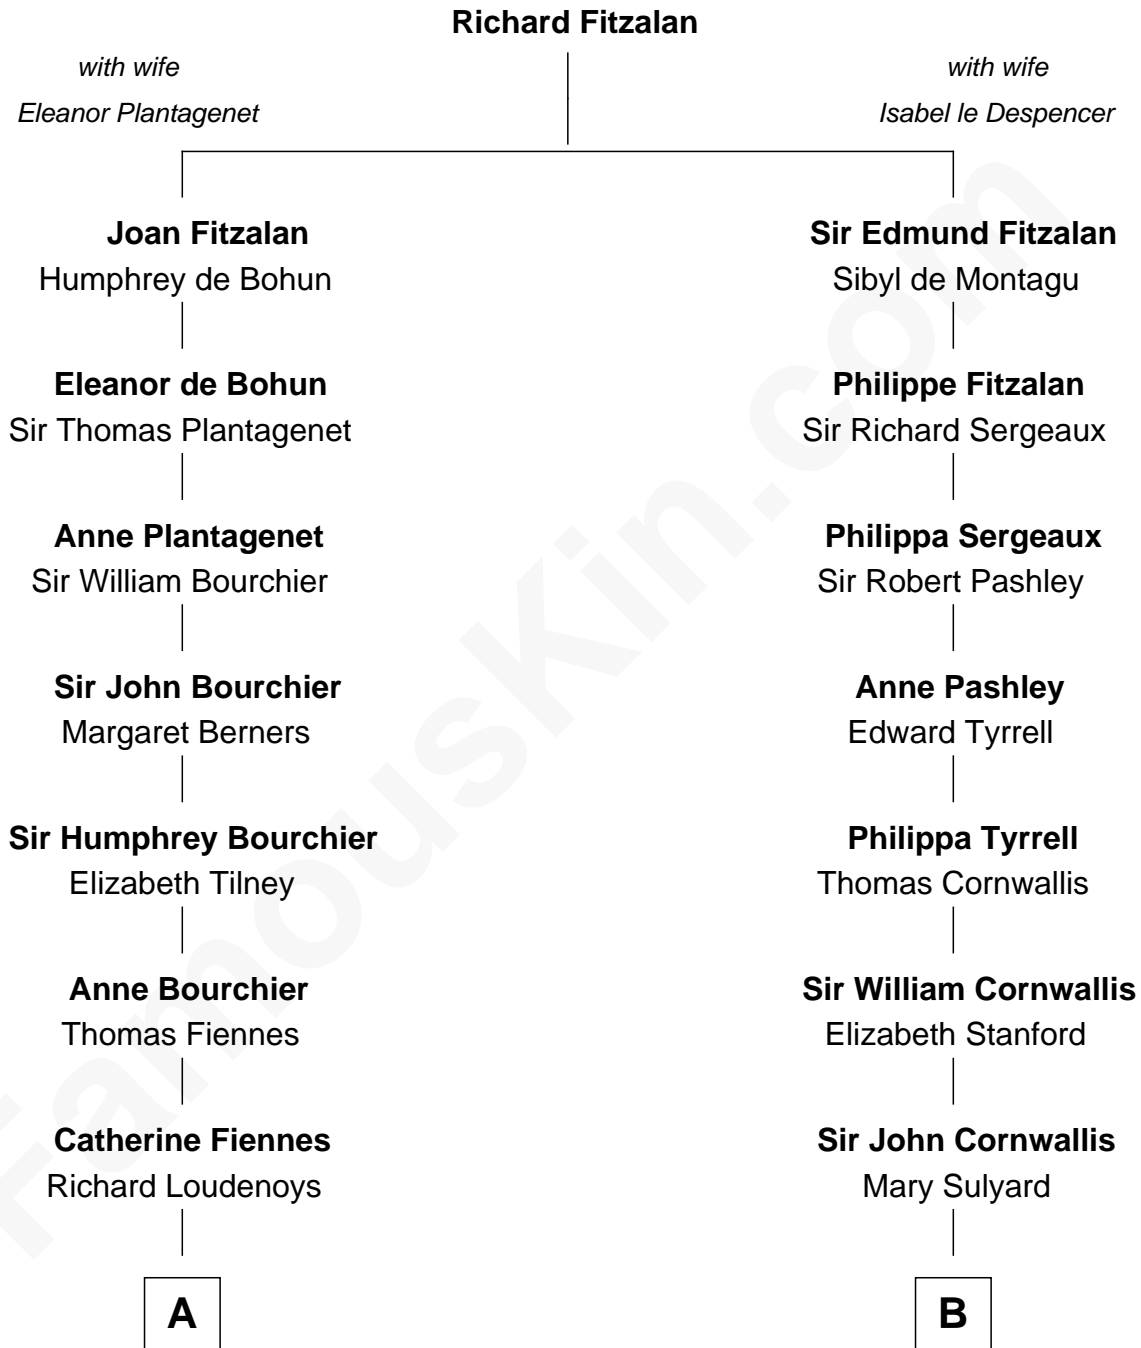 Richard Fitzalan
with wife
Eleanor Plantagenet
with wife
Isabel le Despencer
Joan Fitzalan
Humphrey de Bohun
Sir Edmund Fitzalan
Sibyl de Montagu
Eleanor de Bohun
Sir Thomas Plantagenet
Philippe Fitzalan
Sir Richard Sergeaux
Anne Plantagenet
Sir William Bourchier
Philippa Sergeaux
Sir Robert Pashley
Sir John Bourchier
Margaret Berners
Anne Pashley
Edward Tyrrell
Sir Humphrey Bourchier
Elizabeth Tilney
Philippa Tyrrell
Thomas Cornwallis
Anne Bourchier
Thomas Fiennes
Sir William Cornwallis
Elizabeth Stanford
Catherine Fiennes
Richard Loudenoys
Sir John Cornwallis
Mary Sulyard
A
B
FamousKin.com